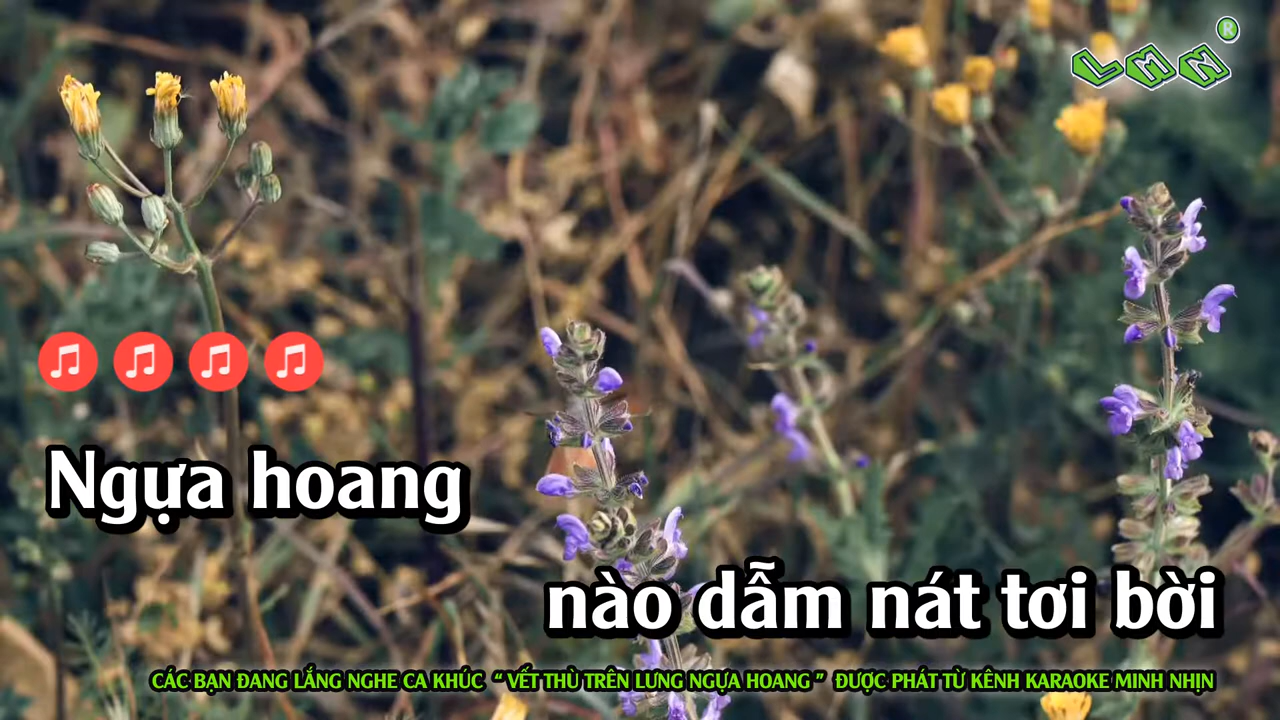 LMN®
Ngựa hoang
nào dẫm nát tơi bời
CÁC BẠN ĐANG LẮNG NGHE CA KHÚC “ VẾT THÙ TRÊN LƯNG NGỰA HOANG ” ĐƯỢC PHÁT TỪ KÊNH KARAOKE MINH NHỊN